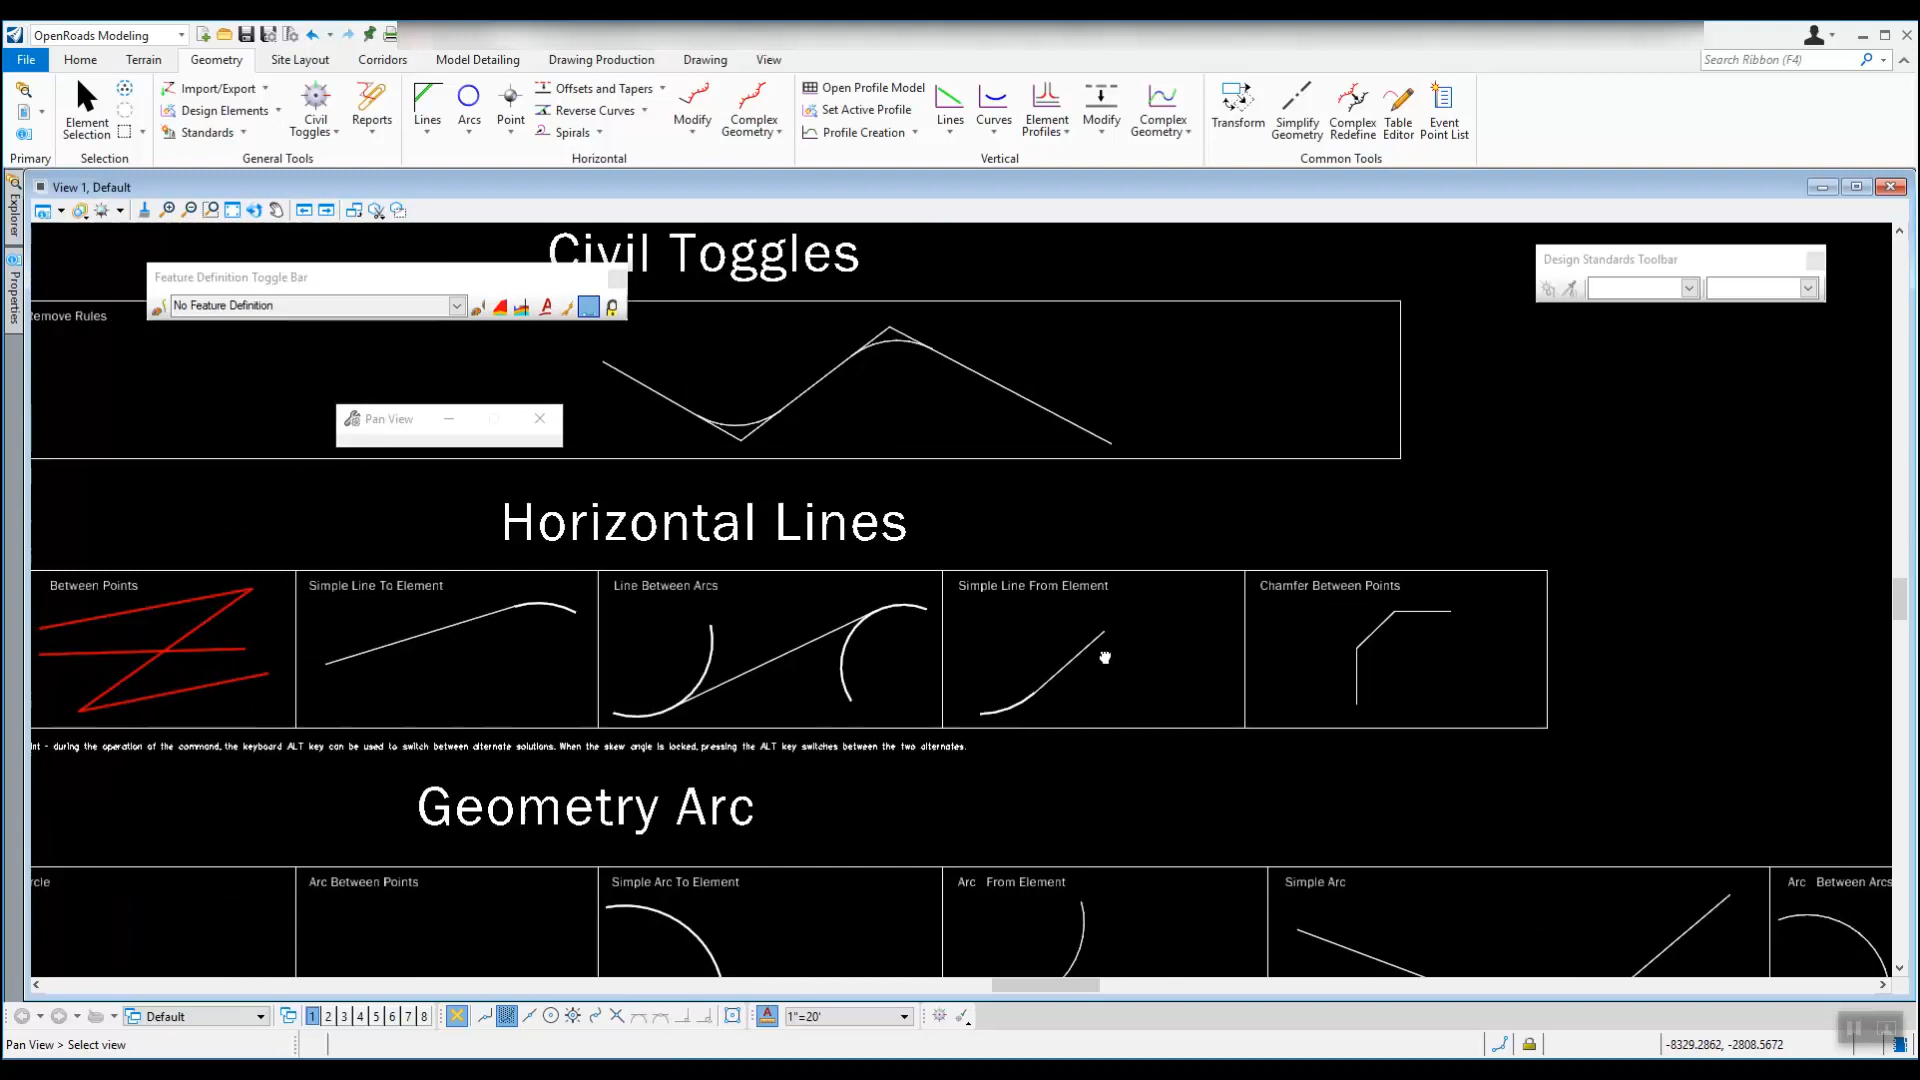 OpenRoads Modeling
File Home Terrain Geometry Site Layout Corridors Model Detailing Drawing Production Drawing View
Search Ribbon (F4)
Element Selection
Import/Export
Design Elements
Standards
Civil Toggles
Reports
Lines
Arcs
Point
Offsets and Tapers
Reverse Curves
Spirals
Modify
Complex Geometry
Open Profile Model
Set Active Profile
Profile Creation
Lines
Curves
Element Profiles
Modify
Complex Geometry
Transform
Simplify Geometry
Complex Redefine
Table Editor
Event Point List
Primary Selection General Tools Horizontal Vertical Common Tools
Explorer
Properties
View 1, Default
Civil Toggles
Feature Definition Toggle Bar
No Feature Definition
Design Standards Toolbar
Remove Rules
Pan View
Horizontal Lines
Between Points
Simple Line To Element
Line Between Arcs
Simple Line From Element
Chamfer Between Points
int - during the operation of the command, the keyboard ALT key can be used to switch between alternate solutions. When the skew angle is locked, pressing the ALT key switches between the two alternates.
Geometry Arc
rcle
Arc Between Points
Simple Arc To Element
Arc From Element
Simple Arc
Arc Between Arcs
Default
1 2 3 4 5 6 7 8
1"=20'
Pan View > Select view
-8329.2862, -2808.5672